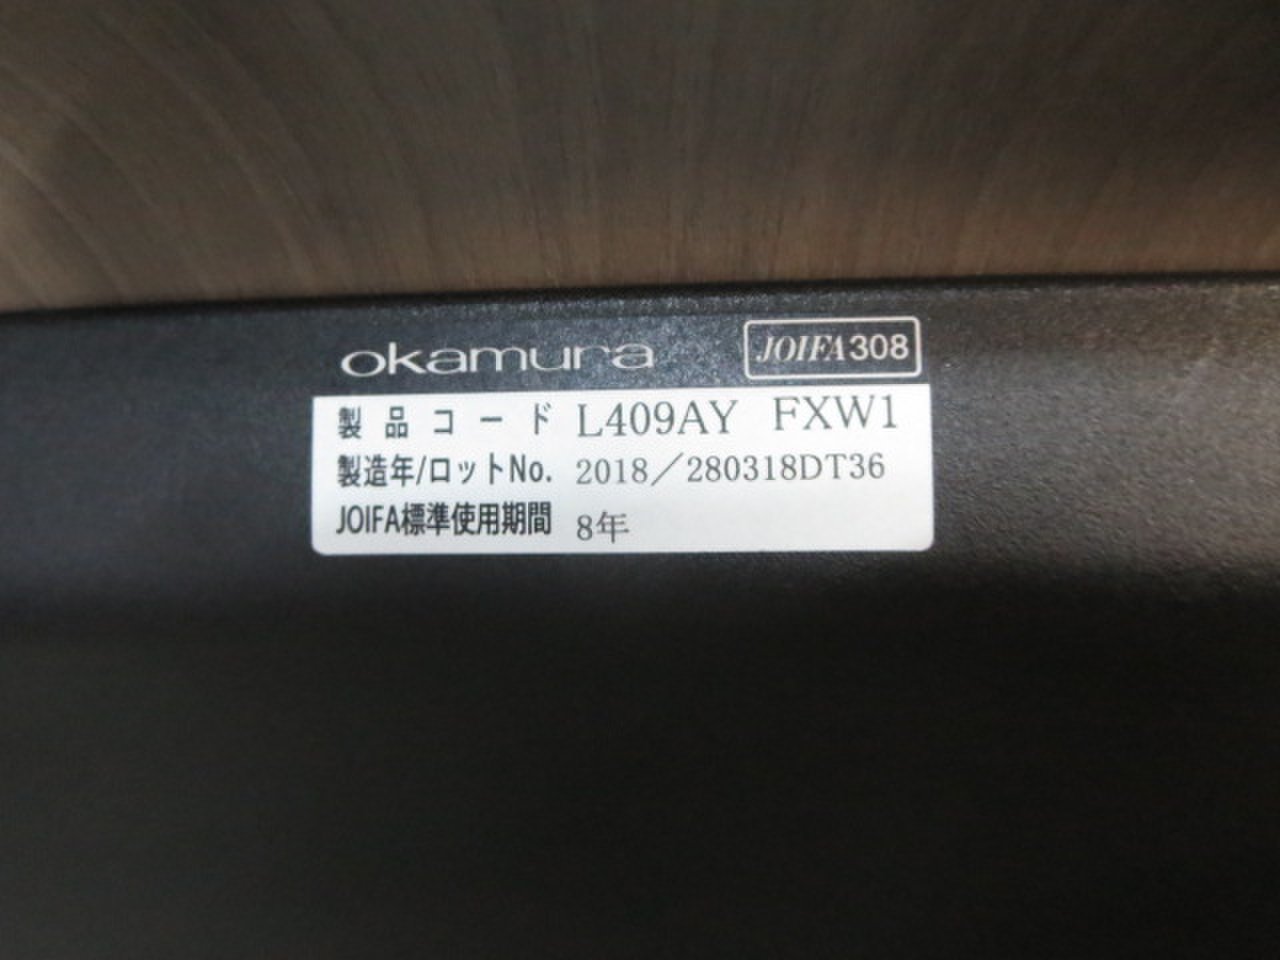 okamura JOIFA308
製品コード L409AY FXW1
製造年/ロットNo. 2018／280318DT36
JOIFA標準使用期間 8年